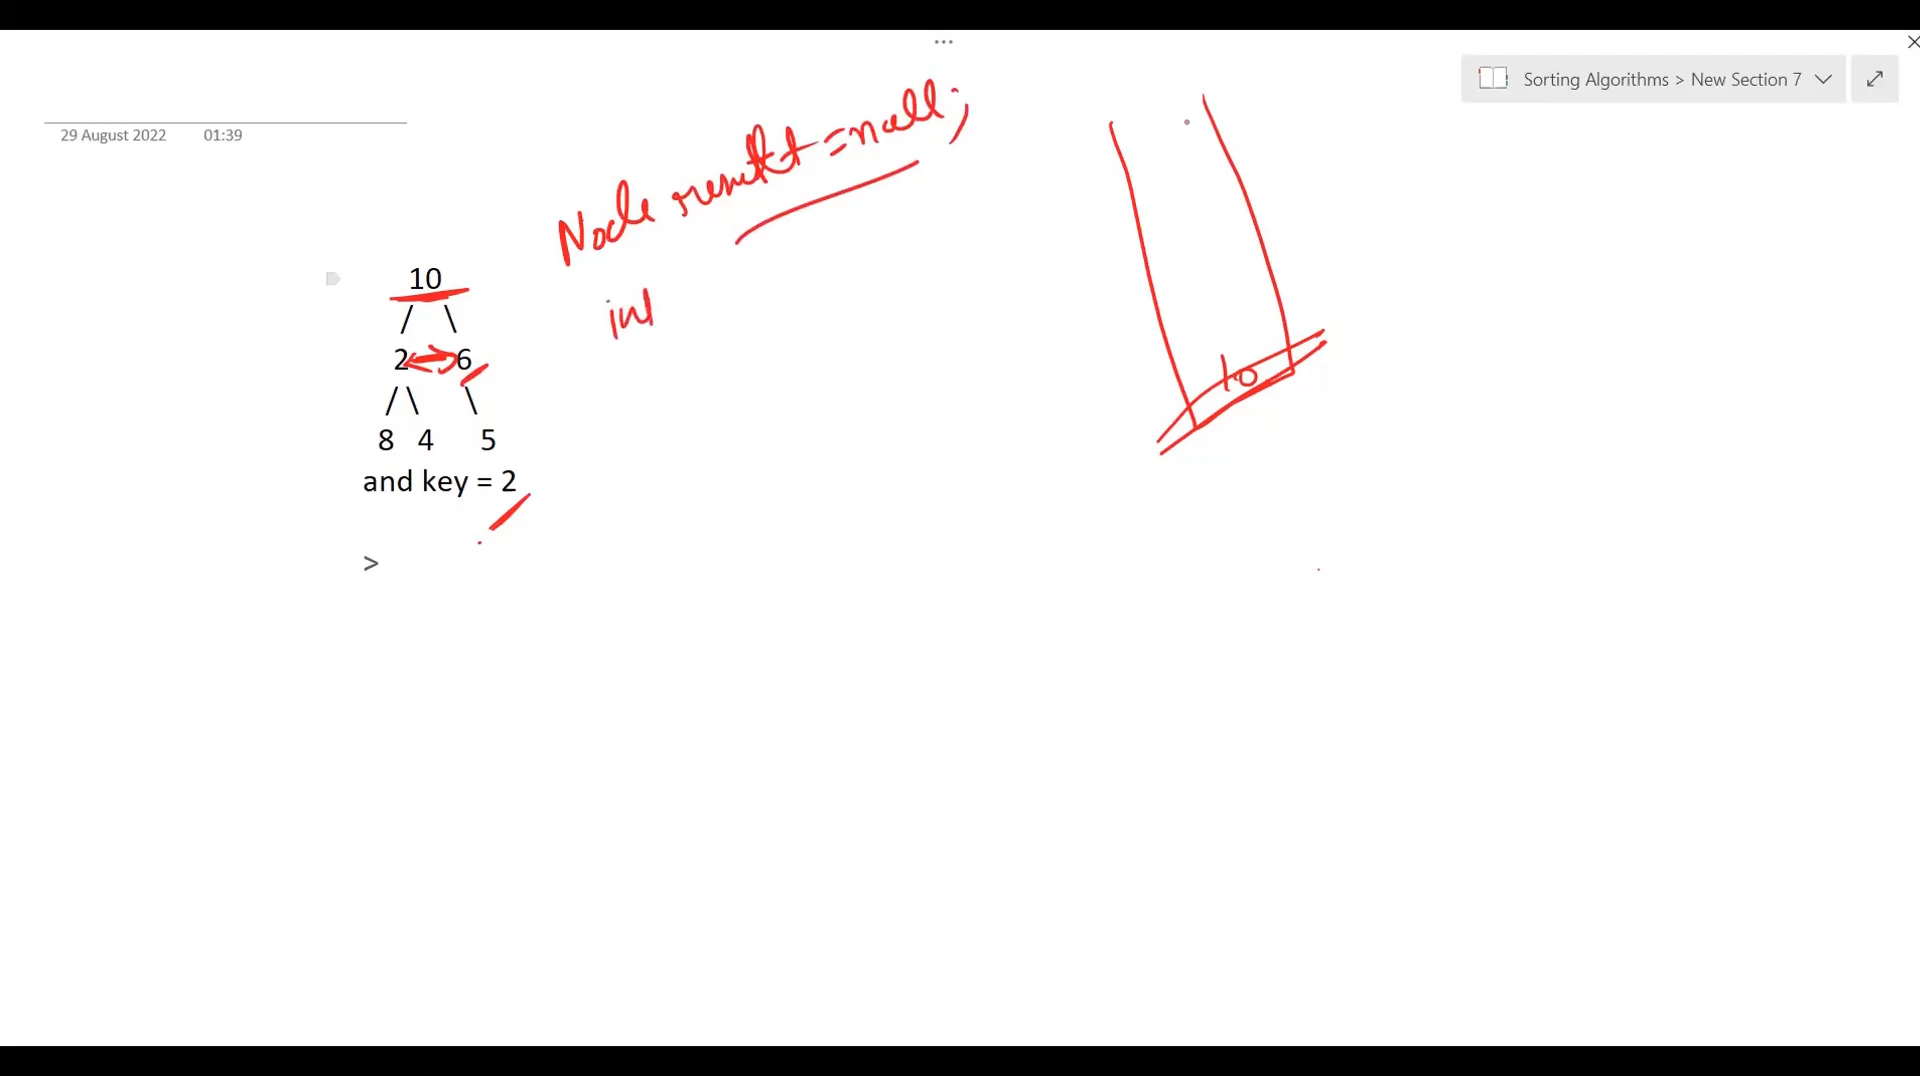 Sorting Algorithms > New Section 7
29 August 2022 01:39
Node result = null;
int
10
/ \
2 6
/ \ \
8 4 5
and key = 2
>
10